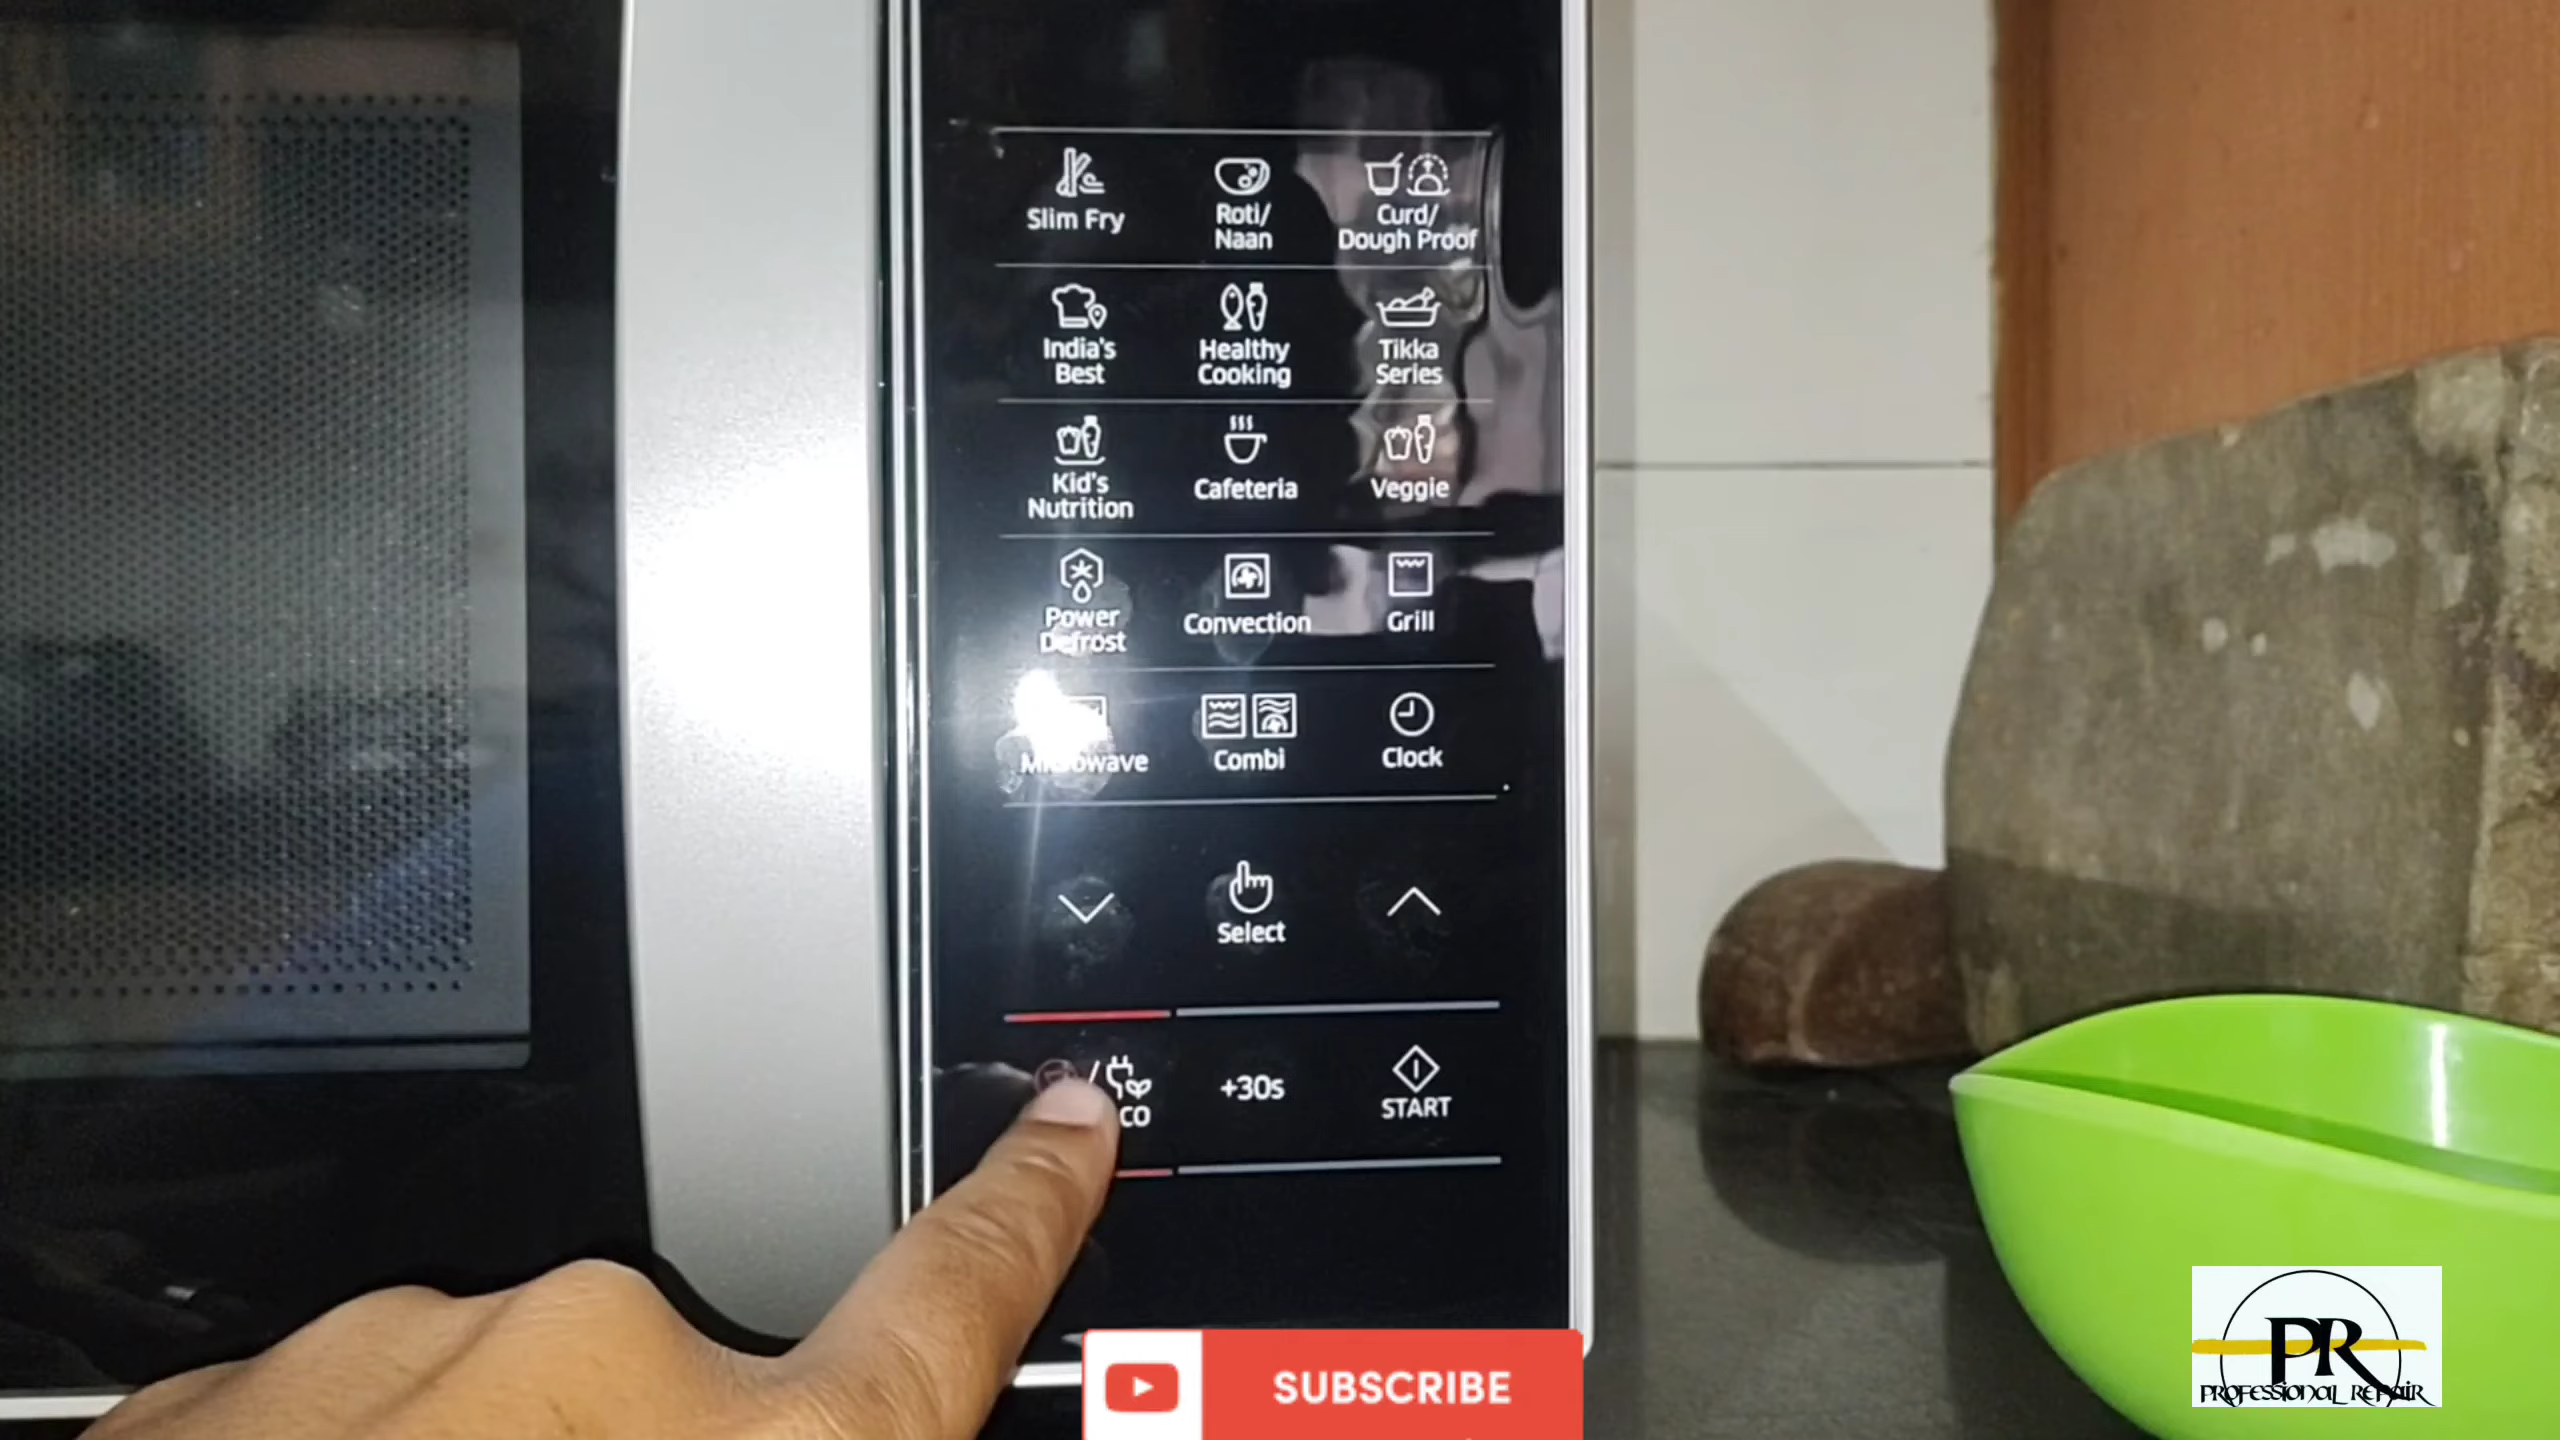 Slim Fry
Roti/
Naan
Curd/
Dough Proof
India's
Best
Healthy
Cooking
Tikka
Series
Kid's
Nutrition
Cafeteria
Veggie
Power
Defrost
Convection
Grill
Microwave
Combi
Clock
Select
+30s
START
SUBSCRIBE
PR
PROFESSIONAL REPAIR